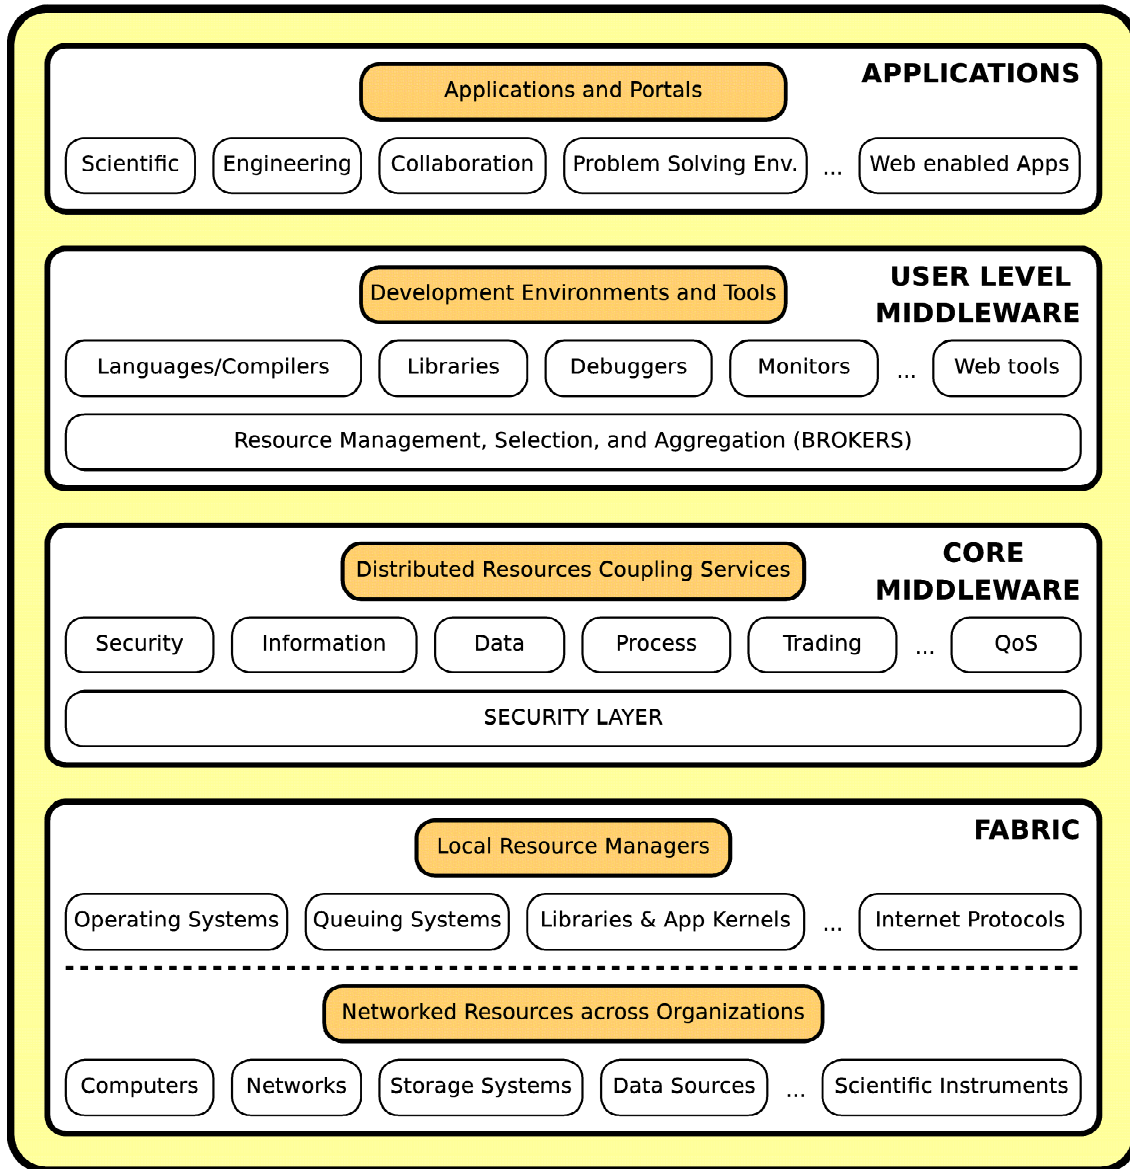 APPLICATIONS
Applications and Portals
Scientific Engineering Collaboration Problem Solving Env. ... Web enabled Apps
USER LEVEL
MIDDLEWARE
Development Environments and Tools
Languages/Compilers Libraries Debuggers Monitors ... Web tools
Resource Management, Selection, and Aggregation (BROKERS)
CORE
MIDDLEWARE
Distributed Resources Coupling Services
Security Information Data Process Trading ... QoS
SECURITY LAYER
FABRIC
Local Resource Managers
Operating Systems Queuing Systems Libraries & App Kernels ... Internet Protocols
Networked Resources across Organizations
Computers Networks Storage Systems Data Sources ... Scientific Instruments